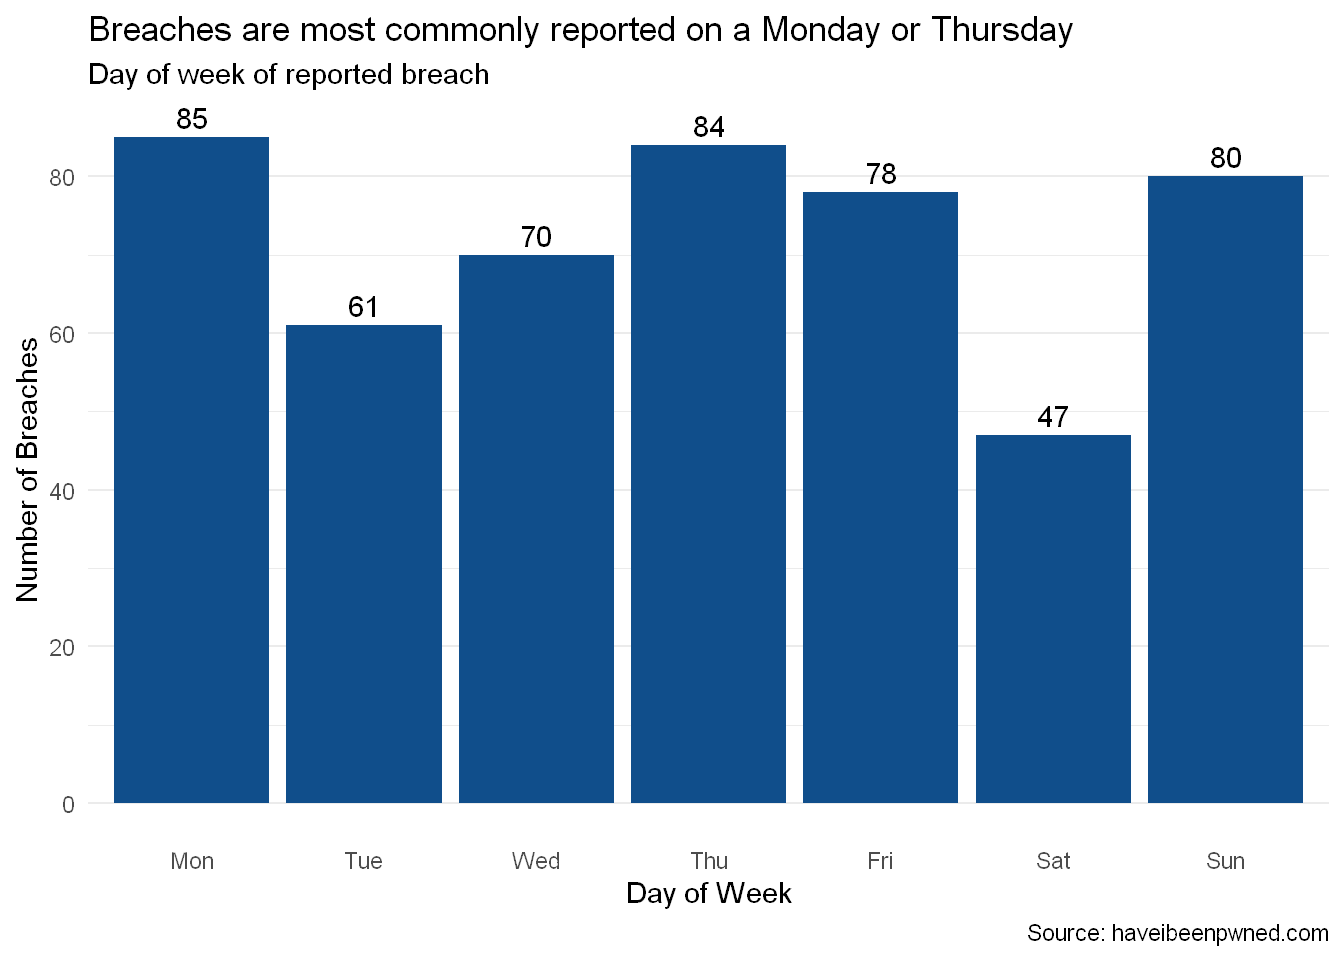 Breaches are most commonly reported on a Monday or Thursday
Day of week of reported breach
85
61
70
84
78
47
80
80
60
40
20
0
Number of Breaches
Mon Tue Wed Thu Fri Sat Sun
Day of Week
Source: haveibeenpwned.com